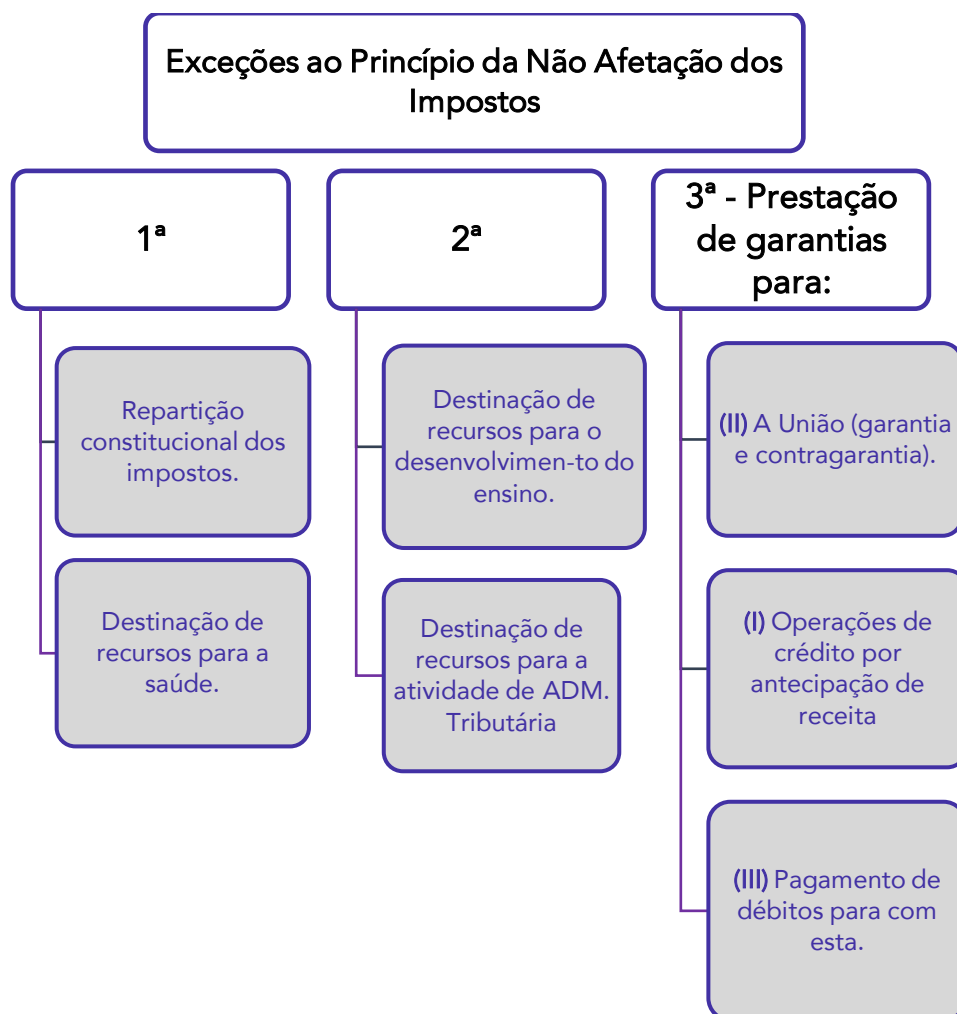 Exceções ao Princípio da Não Afetação dos
Impostos
1ª
Repartição
constitucional dos
impostos.
Destinação de
recursos para a
saúde.
2ª
Destinação de
recursos para o
desenvolvimen-to do
ensino.
Destinação de
recursos para a
atividade de ADM.
Tributária
3ª - Prestação
de garantias
para:
(II) A União (garantia
e contragarantia).
(I) Operações de
crédito por
antecipação de
receita
(III) Pagamento de
débitos para com
esta.